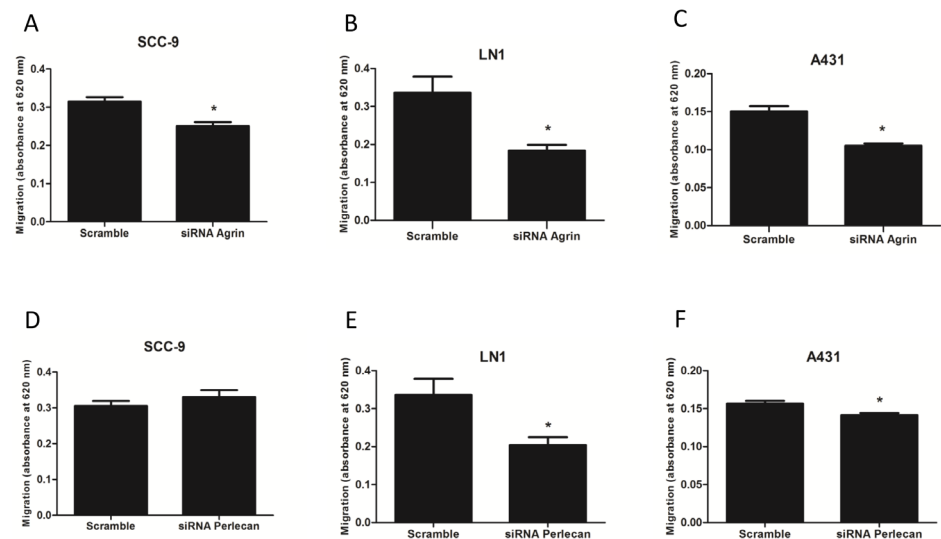 A
SCC-9
Migration (absorbance at 620 nm)
0.4
0.3
0.2
0.1
0.0
*
Scramble siRNA Agrin
B
LN1
Migration (absorbance at 620 nm)
0.4
0.3
0.2
0.1
0.0
*
Scramble siRNA Agrin
C
A431
Migration (absorbance at 620 nm)
0.20
0.15
0.10
0.05
0.00
*
Scramble siRNA Agrin
D
SCC-9
Migration (absorbance at 620 nm)
0.4
0.3
0.2
0.1
0.0
Scramble siRNA Perlecan
E
LN1
Migration (absorbance at 620 nm)
0.4
0.3
0.2
0.1
0.0
*
Scramble siRNA Perlecan
F
A431
Migration (absorbance at 620 nm)
0.20
0.15
0.10
0.05
0.00
*
Scramble siRNA Perlecan